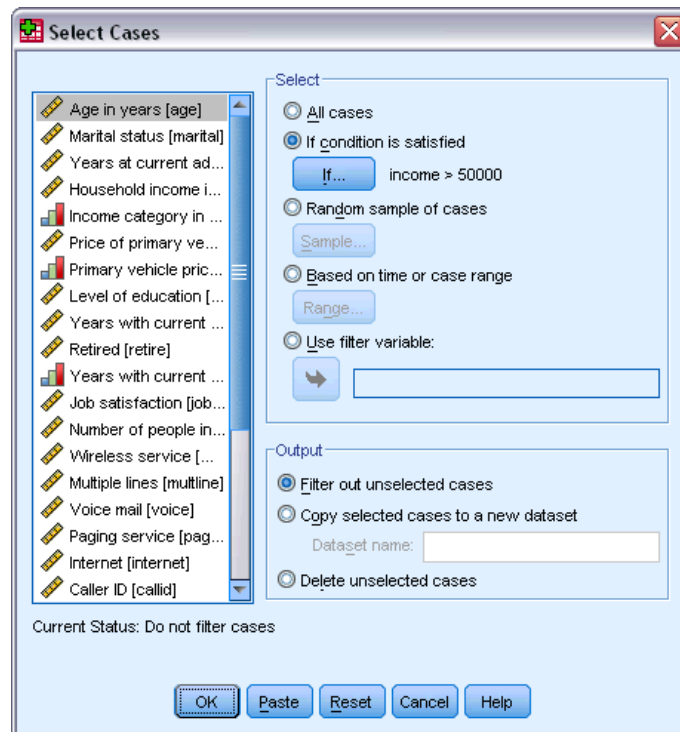 Select Cases
Age in years [age]
Marital status [marital]
Years at current ad...
Household income i...
Income category in ...
Price of primary ve...
Primary vehicle pric...
Level of education [...
Years with current ...
Retired [retire]
Years with current ...
Job satisfaction [job...
Number of people in...
Wireless service [...
Multiple lines [multline]
Voice mail [voice]
Paging service [pag...
Internet [internet]
Caller ID [callid]
Current Status: Do not filter cases
Select
All cases
If condition is satisfied
If... income > 50000
Random sample of cases
Sample...
Based on time or case range
Range...
Use filter variable:
Output
Filter out unselected cases
Copy selected cases to a new dataset
Dataset name:
Delete unselected cases
OK Paste Reset Cancel Help